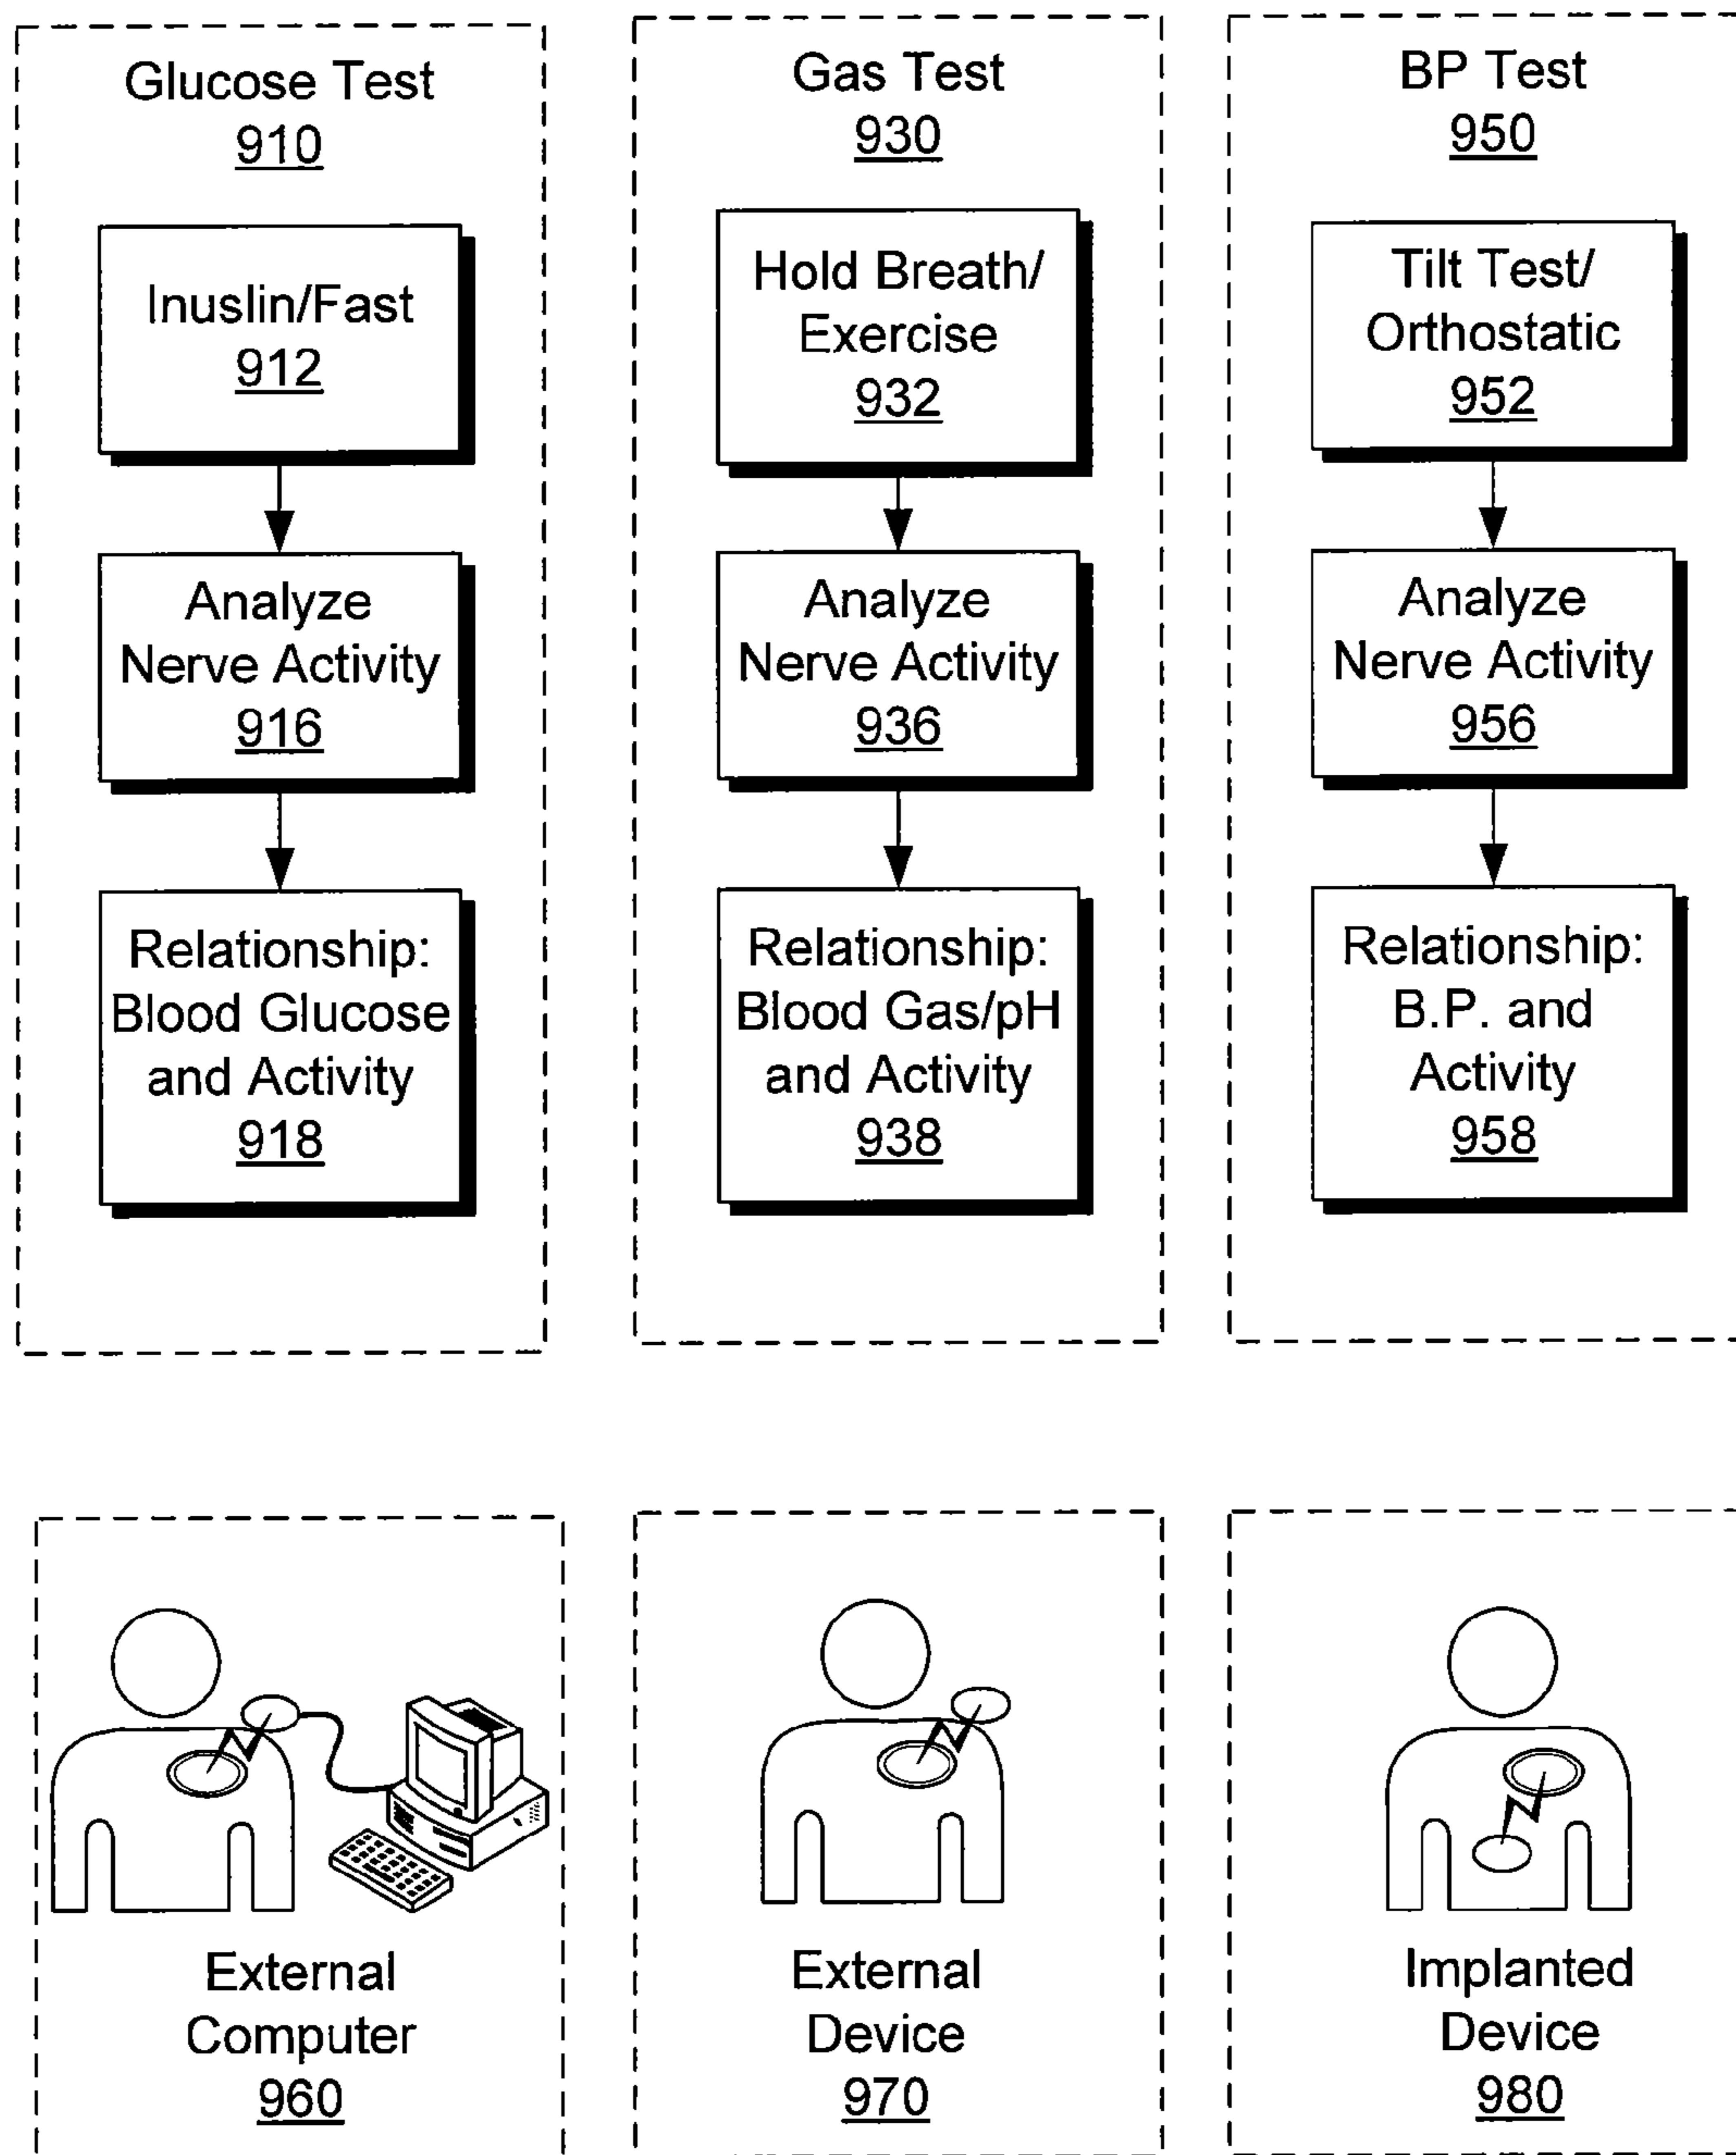 Glucose Test
910
Inuslin/Fast
912
Analyze
Nerve Activity
916
Relationship:
Blood Glucose
and Activity
918
Gas Test
930
Hold Breath/
Exercise
932
Analyze
Nerve Activity
936
Relationship:
Blood Gas/pH
and Activity
938
BP Test
950
Tilt Test/
Orthostatic
952
Analyze
Nerve Activity
956
Relationship:
B.P. and
Activity
958
External
Computer
960
External
Device
970
Implanted
Device
980